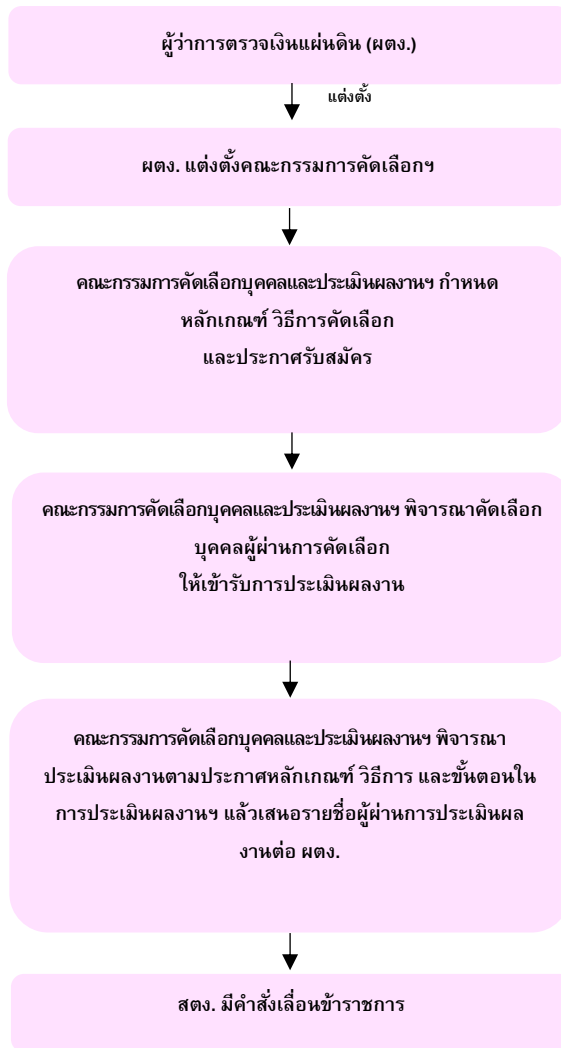 ผู้ว่าการตรวจเงินแผ่นดิน (ผตง.)
แต่งตั้ง
ผตง. แต่งตั้งคณะกรรมการคัดเลือกฯ
คณะกรรมการคัดเลือกบุคคลและประเมินผลงานฯ กำหนด
หลักเกณฑ์ วิธีการคัดเลือก
และประกาศรับสมัคร
คณะกรรมการคัดเลือกบุคคลและประเมินผลงานฯ พิจารณาคัดเลือก
บุคคลผู้ผ่านการคัดเลือก
ให้เข้ารับการประเมินผลงาน
คณะกรรมการคัดเลือกบุคคลและประเมินผลงานฯ พิจารณา
ประเมินผลงานตามประกาศหลักเกณฑ์ วิธีการ และขั้นตอนใน
การประเมินผลงานฯ แล้วเสนอรายชื่อผู้ผ่านการประเมินผล
งานต่อ ผตง.
สตง. มีคำสั่งเลื่อนข้าราชการ